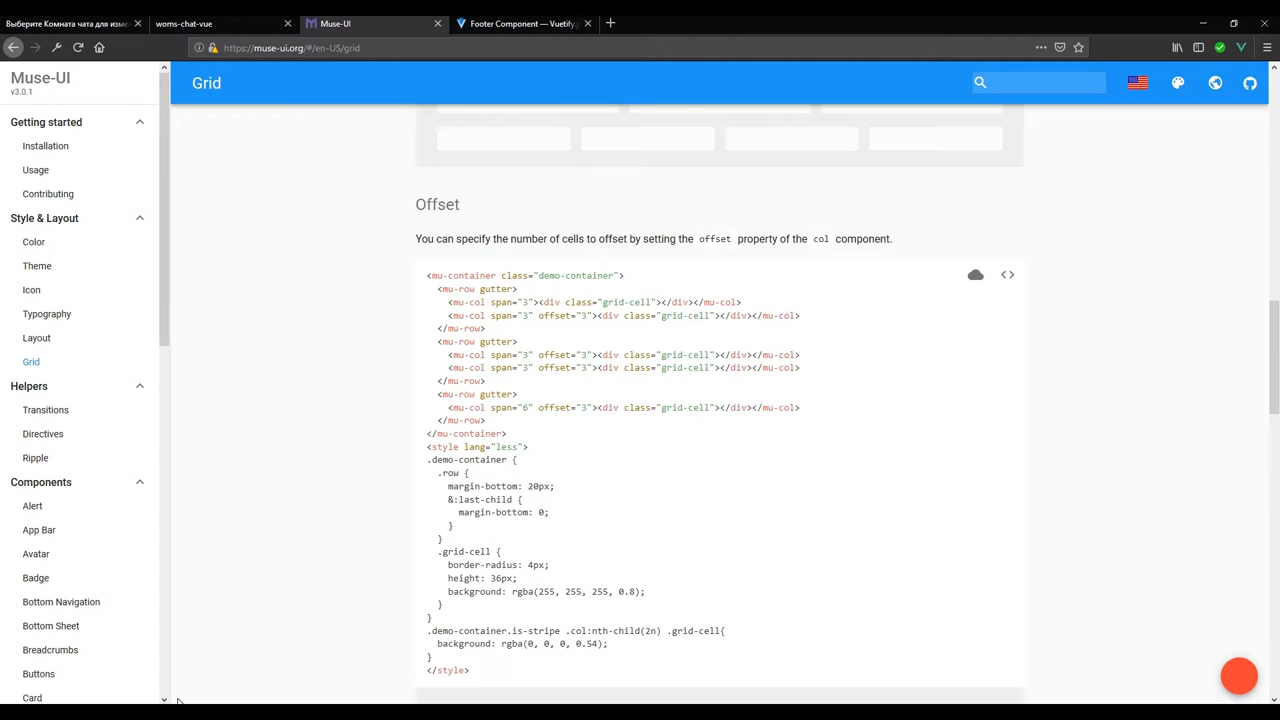 Выберите Комната чата для изме
woms-chat-vue
Muse-UI
Footer Component — Vuetify.js
https://muse-ui.org/#/en-US/grid
Muse-UI
v3.0.1
Getting started
Installation
Usage
Contributing
Style & Layout
Color
Theme
Icon
Typography
Layout
Grid
Helpers
Transitions
Directives
Ripple
Components
Alert
App Bar
Avatar
Badge
Bottom Navigation
Bottom Sheet
Breadcrumbs
Buttons
Card
Grid
Offset
You can specify the number of cells to offset by setting the offset property of the col component.
<mu-container class="demo-container">
<mu-row gutter>
<mu-col span="3"><div class="grid-cell"></div></mu-col>
<mu-col span="3" offset="3"><div class="grid-cell"></div></mu-col>
</mu-row>
<mu-row gutter>
<mu-col span="3" offset="3"><div class="grid-cell"></div></mu-col>
<mu-col span="3" offset="3"><div class="grid-cell"></div></mu-col>
</mu-row>
<mu-row gutter>
<mu-col span="6" offset="3"><div class="grid-cell"></div></mu-col>
</mu-row>
</mu-container>
<style lang="less">
.demo-container {
.row {
margin-bottom: 20px;
&:last-child {
margin-bottom: 0;
}
}
.grid-cell {
border-radius: 4px;
height: 36px;
background: rgba(255, 255, 255, 0.8);
}
}
.demo-container.is-stripe .col:nth-child(2n) .grid-cell{
background: rgba(0, 0, 0, 0.54);
}
</style>